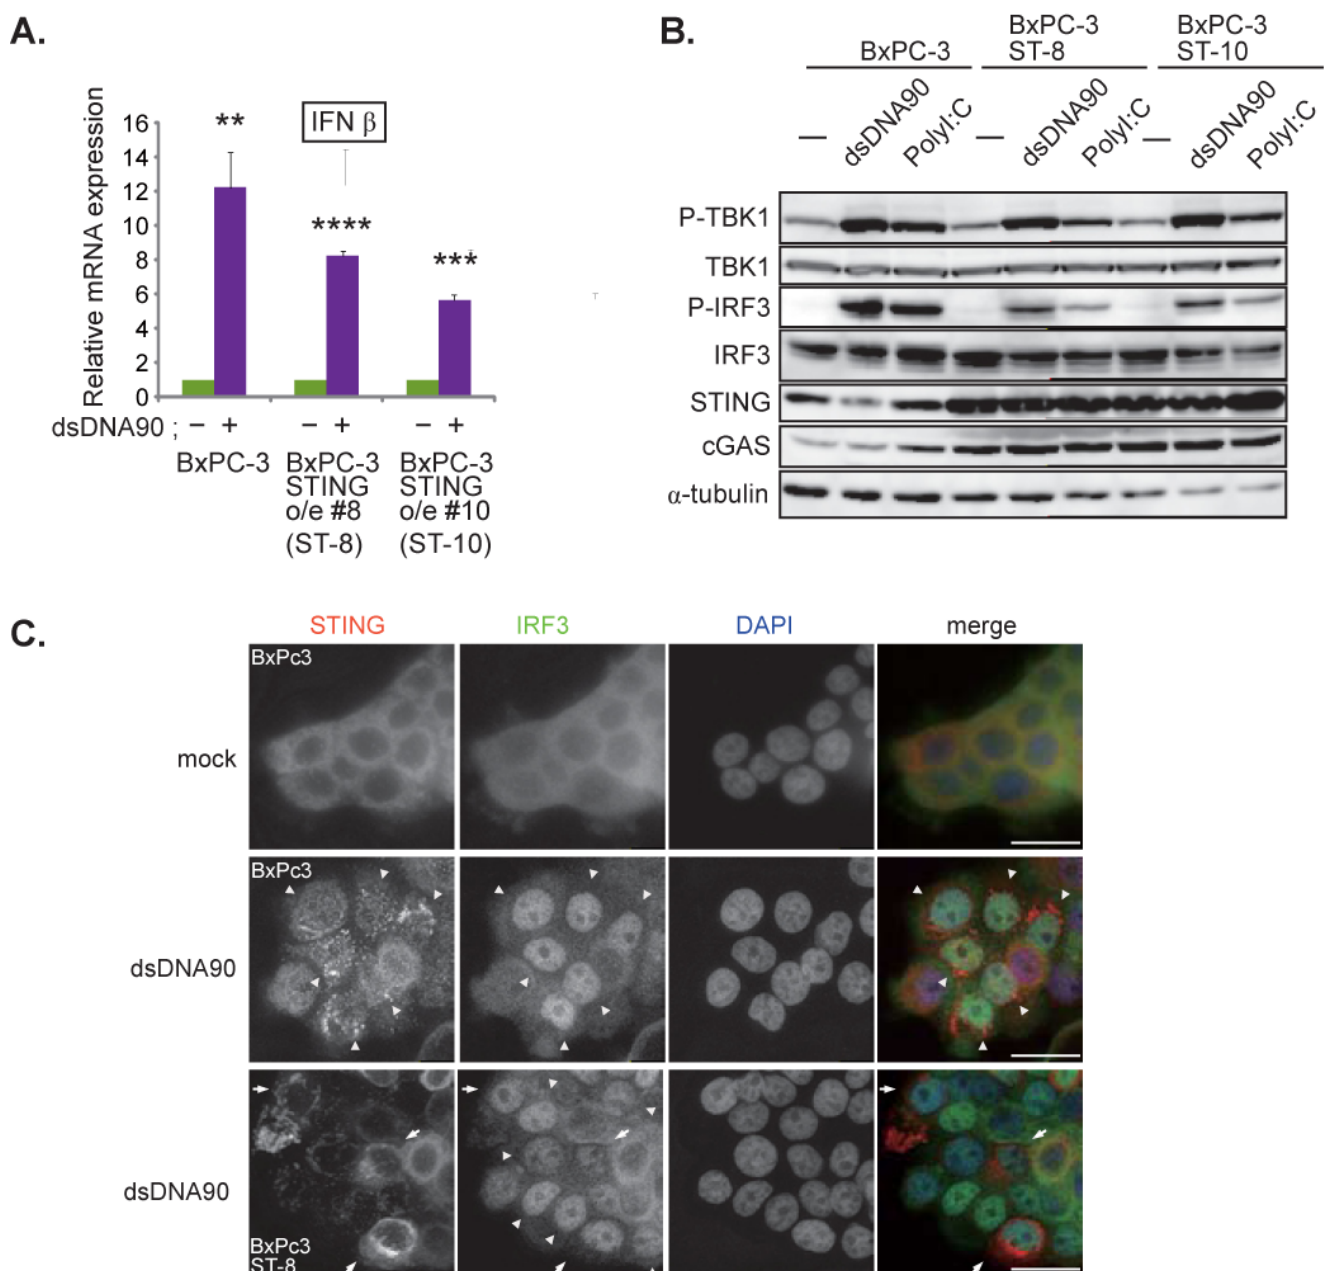 A.
Relative mRNA expression
16
14
12
10
8
6
4
2
0
**
IFN β
****
***
dsDNA90 ; − + − + − +
BxPC-3
BxPC-3
STING
o/e #8
(ST-8)
BxPC-3
STING
o/e #10
(ST-10)
B.
BxPC-3
BxPC-3
ST-8
BxPC-3
ST-10
— dsDNA90 PolyI:C — dsDNA90 PolyI:C — dsDNA90 PolyI:C
P-TBK1
TBK1
P-IRF3
IRF3
STING
cGAS
α-tubulin
C.
STING IRF3 DAPI merge
BxPc3
mock
BxPc3
dsDNA90
dsDNA90
BxPc3
ST-8